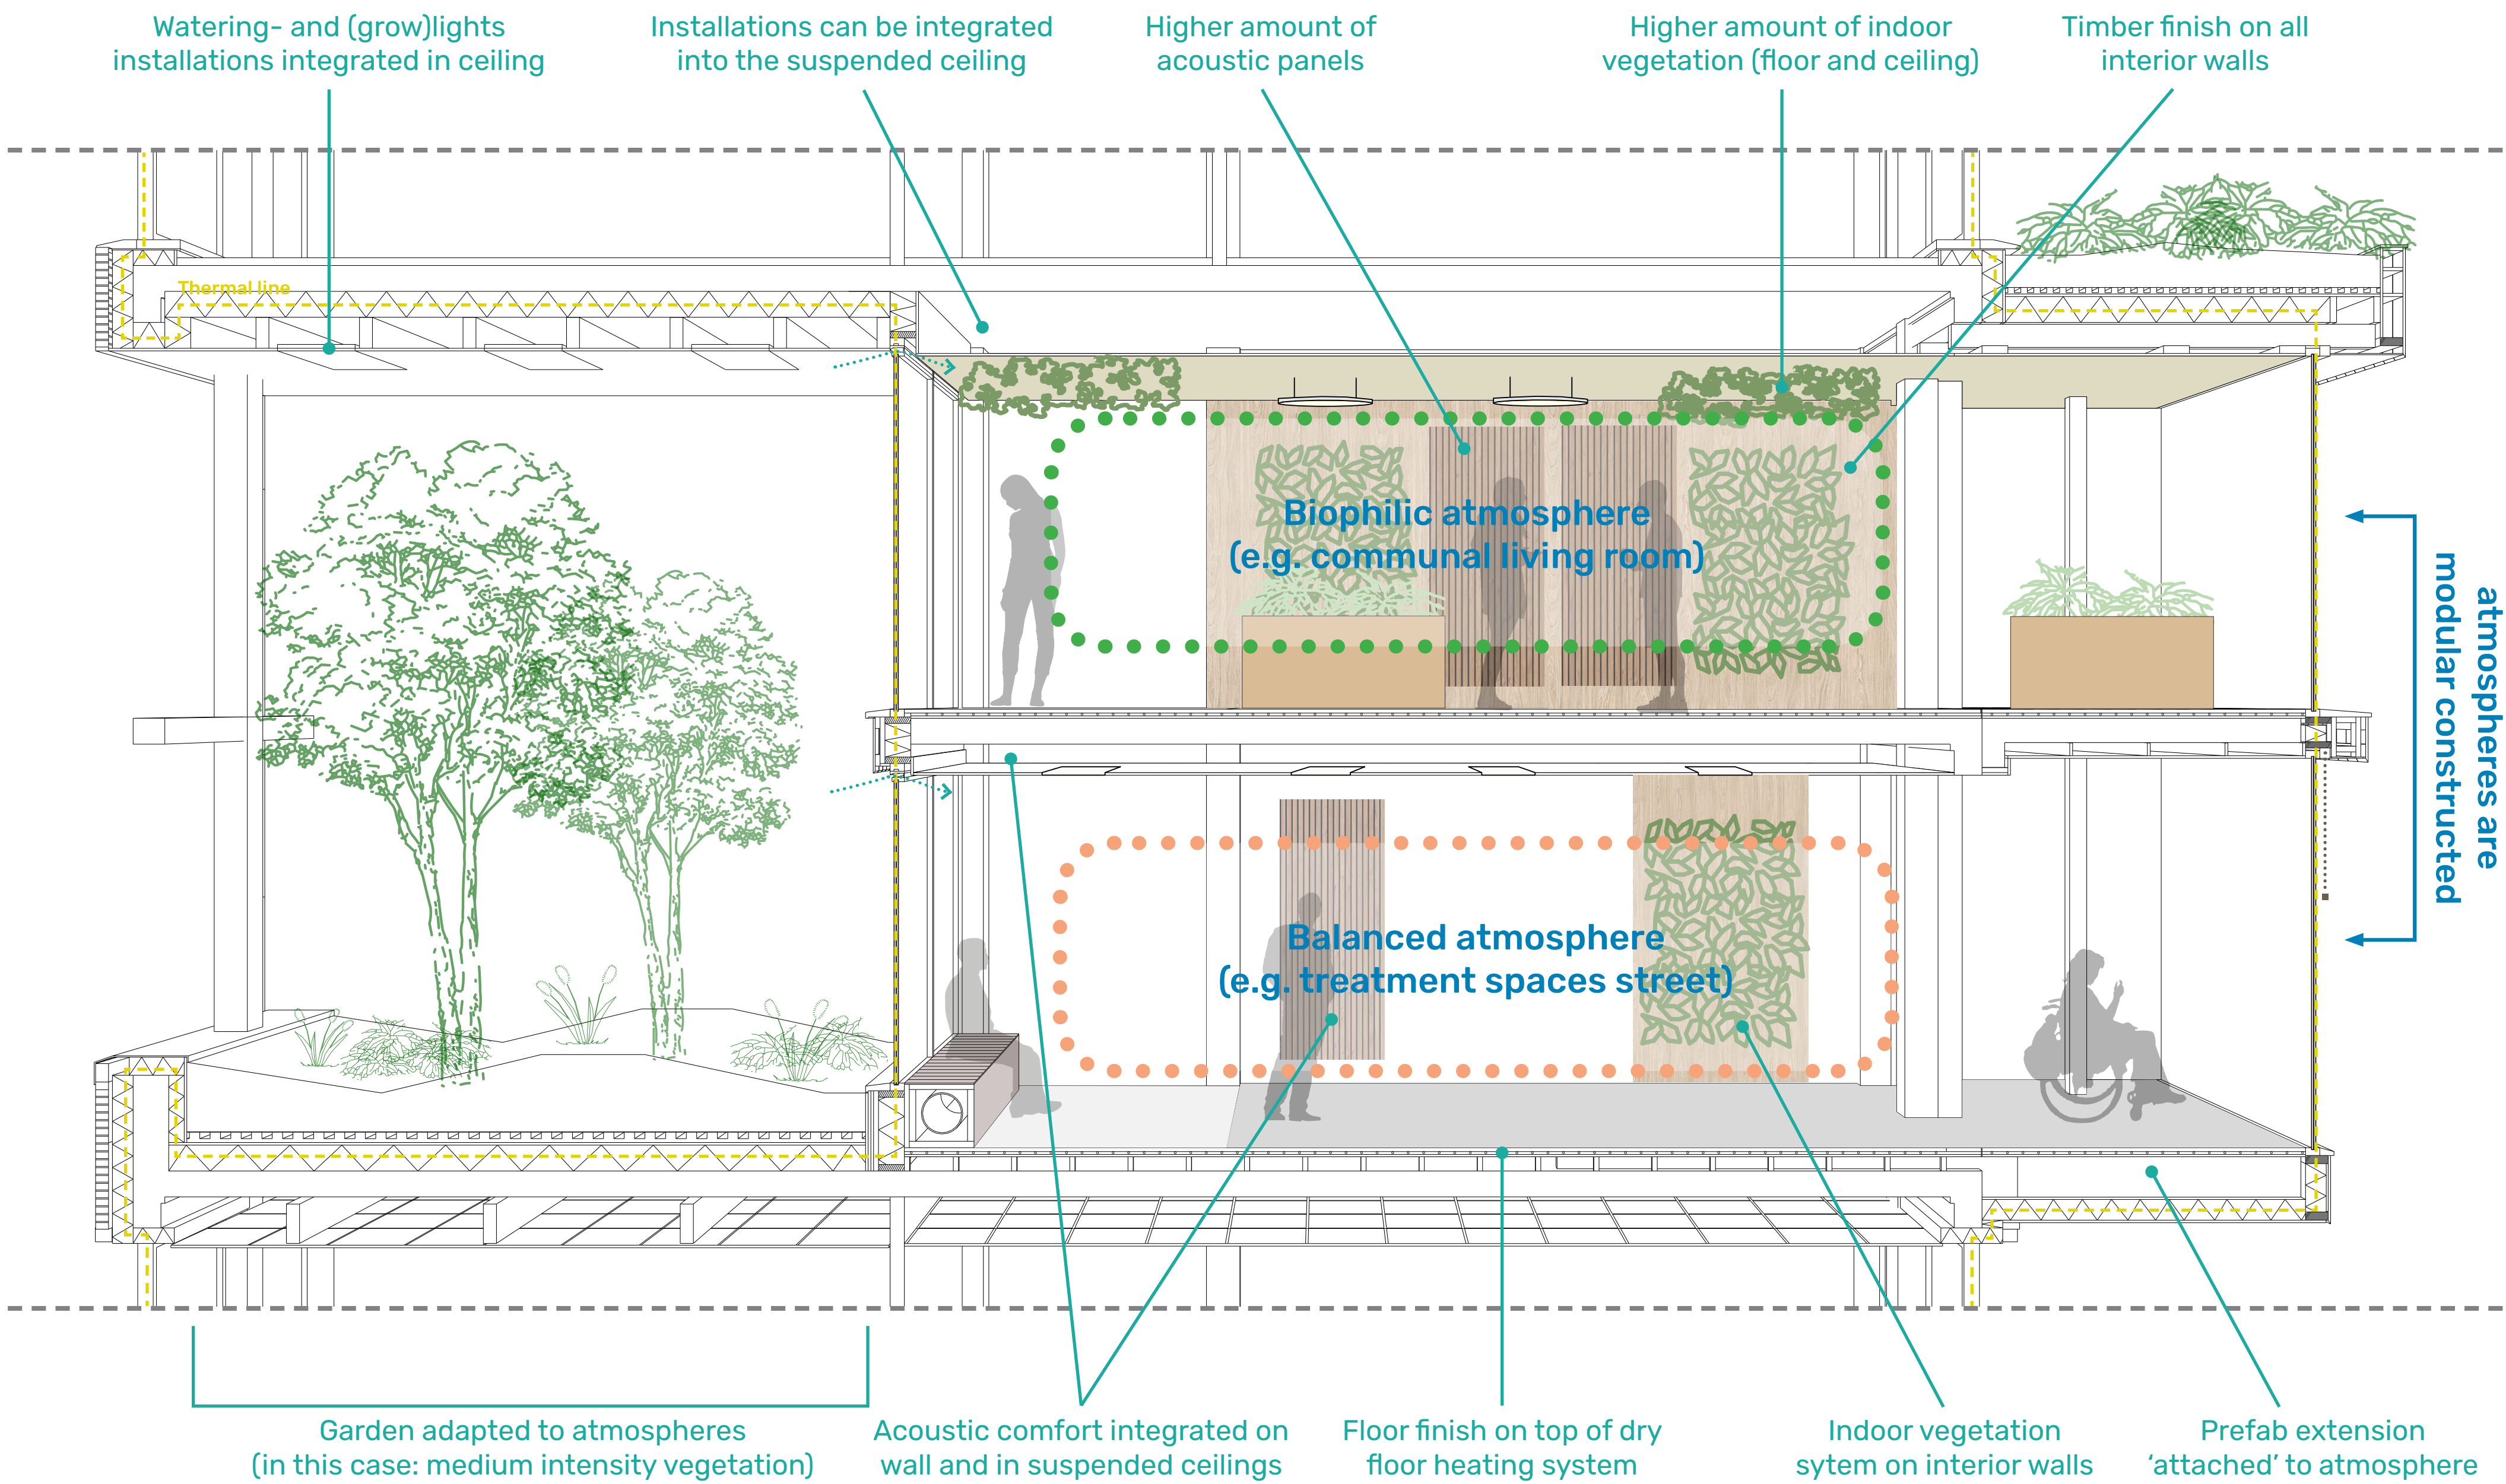 Watering- and (grow)lights
installations integrated in ceiling
Installations can be integrated
into the suspended ceiling
Higher amount of
acoustic panels
Higher amount of indoor
vegetation (floor and ceiling)
Timber finish on all
interior walls
Thermal line
Biophilic atmosphere
(e.g. communal living room)
atmospheres are
modular constructed
Balanced atmosphere
(e.g. treatment spaces street)
Garden adapted to atmospheres
(in this case: medium intensity vegetation)
Acoustic comfort integrated on
wall and in suspended ceilings
Floor finish on top of dry
floor heating system
Indoor vegetation
sytem on interior walls
Prefab extension
‘attached’ to atmosphere